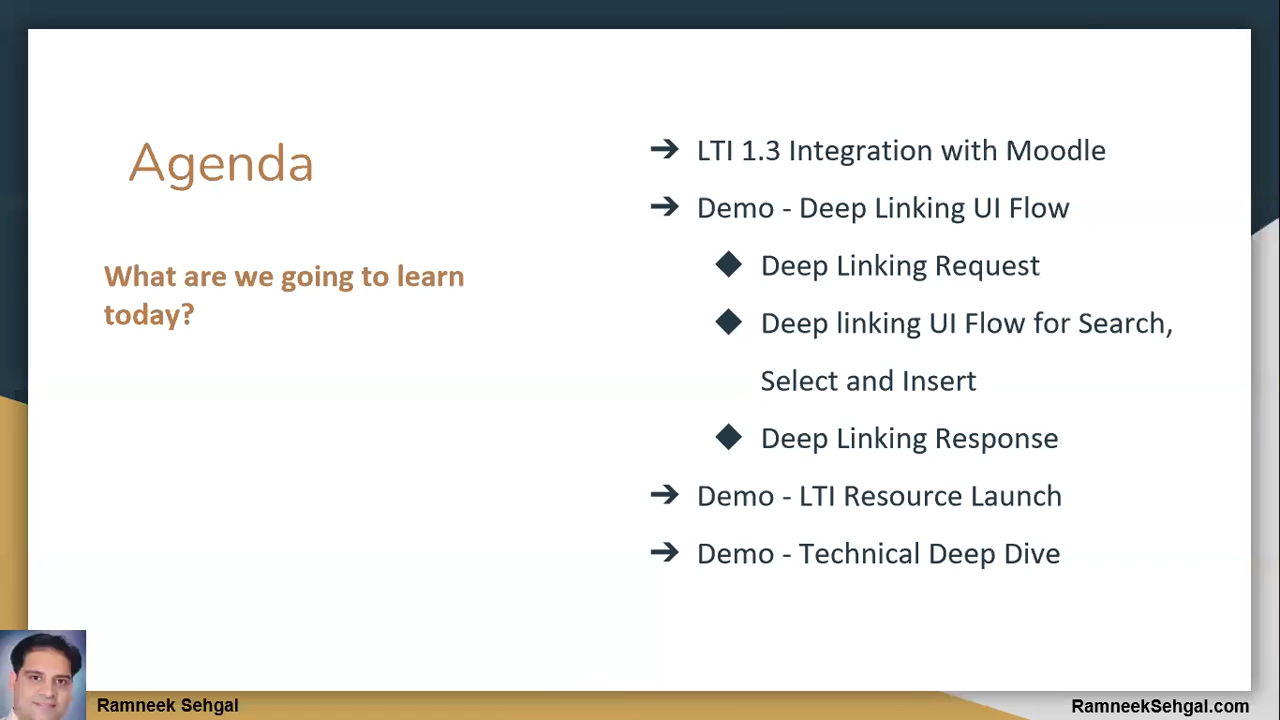 Agenda
What are we going to learn
today?
➔ LTI 1.3 Integration with Moodle
➔ Demo - Deep Linking UI Flow
◆ Deep Linking Request
◆ Deep linking UI Flow for Search,
Select and Insert
◆ Deep Linking Response
➔ Demo - LTI Resource Launch
➔ Demo - Technical Deep Dive
Ramneek Sehgal
RamneekSehgal.com